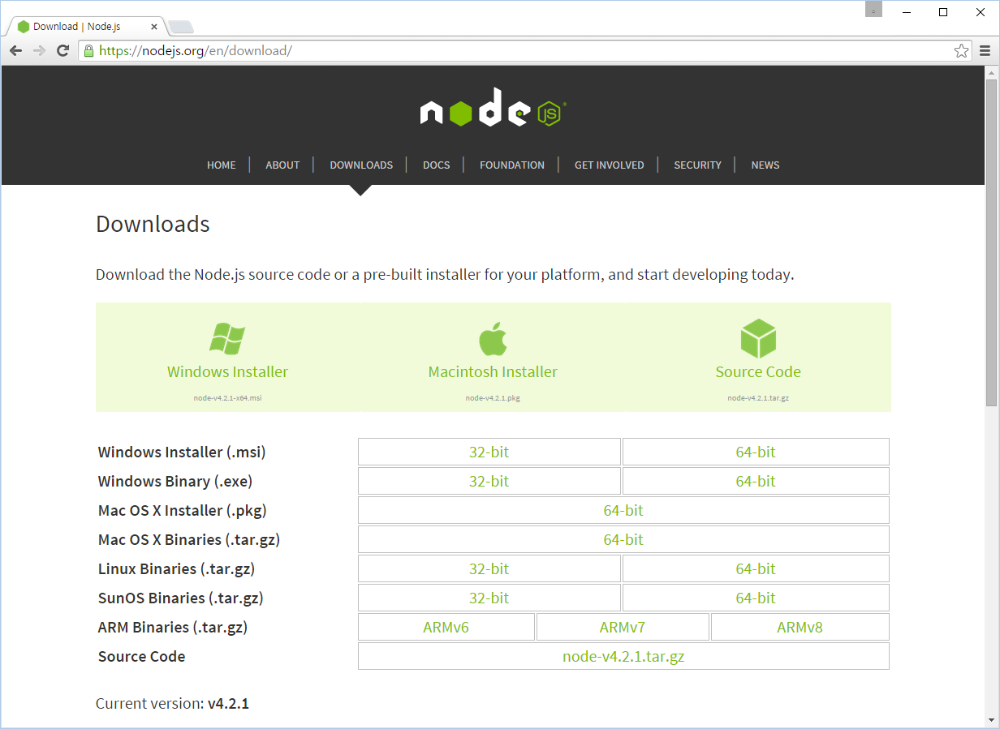 Download | Node.js
https://nodejs.org/en/download/
node JS
HOME ABOUT DOWNLOADS DOCS FOUNDATION GET INVOLVED SECURITY NEWS
Downloads
Download the Node.js source code or a pre-built installer for your platform, and start developing today.
Windows Installer Macintosh Installer Source Code
node-v4.2.1-x64.msi node-v4.2.1.pkg node-v4.2.1.tar.gz
Windows Installer (.msi) 32-bit 64-bit
Windows Binary (.exe) 32-bit 64-bit
Mac OS X Installer (.pkg) 64-bit
Mac OS X Binaries (.tar.gz) 64-bit
Linux Binaries (.tar.gz) 32-bit 64-bit
SunOS Binaries (.tar.gz) 32-bit 64-bit
ARM Binaries (.tar.gz) ARMv6 ARMv7 ARMv8
Source Code node-v4.2.1.tar.gz
Current version: v4.2.1